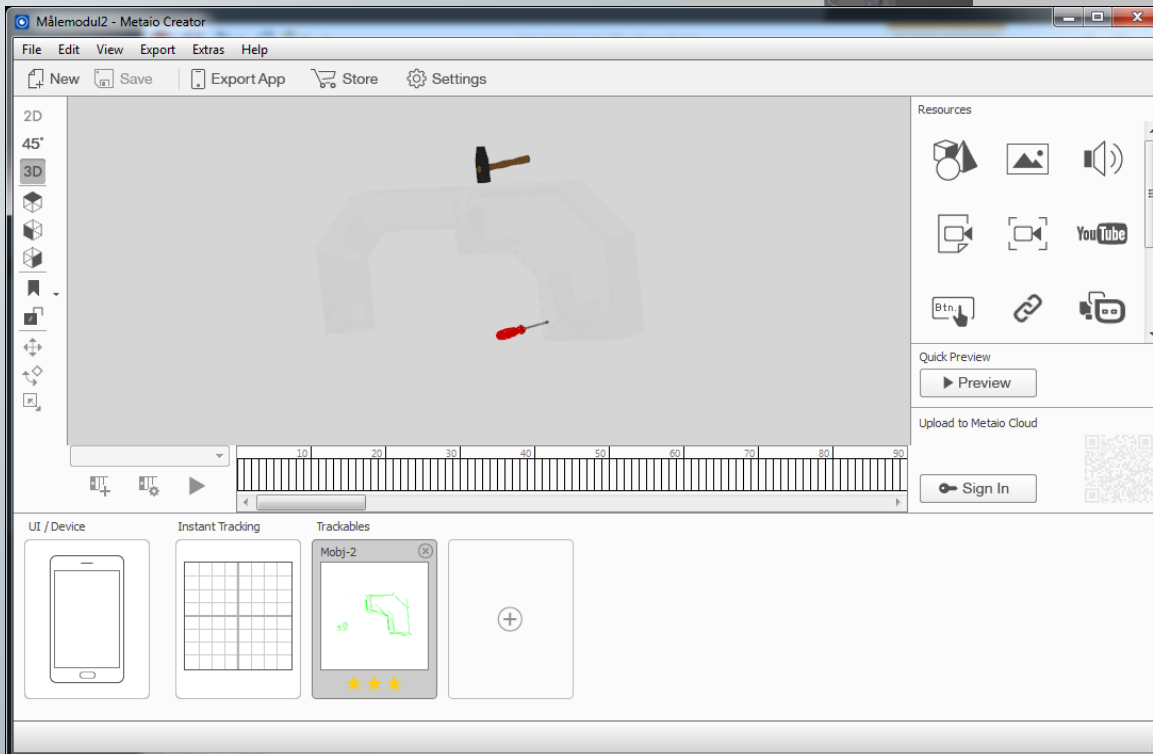 Målemodul2 - Metaio Creator
File Edit View Export Extras Help
New Save Export App Store Settings
2D
45°
3D
Resources
YouTube
Btn.
Quick Preview
Preview
Upload to Metaio Cloud
Sign In
10 20 30 40 50 60 70 80 90
UI / Device
Instant Tracking
Trackables
Mobj-2